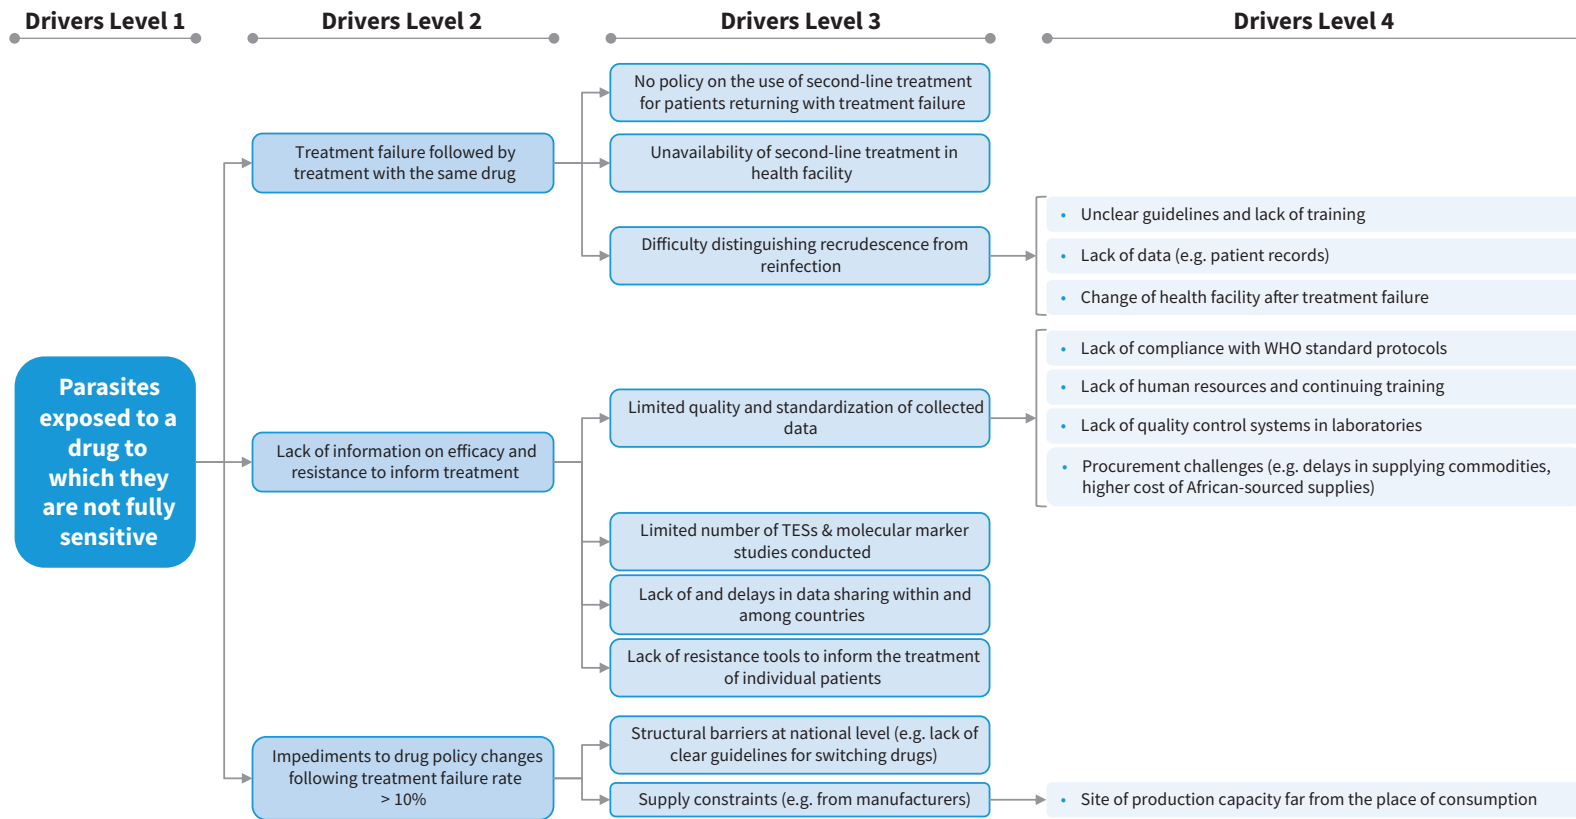 Drivers Level 1
Drivers Level 2
Drivers Level 3
Drivers Level 4
Parasites
exposed to a
drug to
which they
are not fully
sensitive
Treatment failure followed by
treatment with the same drug
No policy on the use of second-line treatment
for patients returning with treatment failure
Unavailability of second-line treatment in
health facility
Difficulty distinguishing recrudescence from
reinfection
• Unclear guidelines and lack of training
• Lack of data (e.g. patient records)
• Change of health facility after treatment failure
Lack of information on efficacy and
resistance to inform treatment
Limited quality and standardization of collected
data
• Lack of compliance with WHO standard protocols
• Lack of human resources and continuing training
• Lack of quality control systems in laboratories
• Procurement challenges (e.g. delays in supplying commodities,
higher cost of African-sourced supplies)
Limited number of TESs & molecular marker
studies conducted
Lack of and delays in data sharing within and
among countries
Lack of resistance tools to inform the treatment
of individual patients
Impediments to drug policy changes
following treatment failure rate
> 10%
Structural barriers at national level (e.g. lack of
clear guidelines for switching drugs)
Supply constraints (e.g. from manufacturers)
• Site of production capacity far from the place of consumption